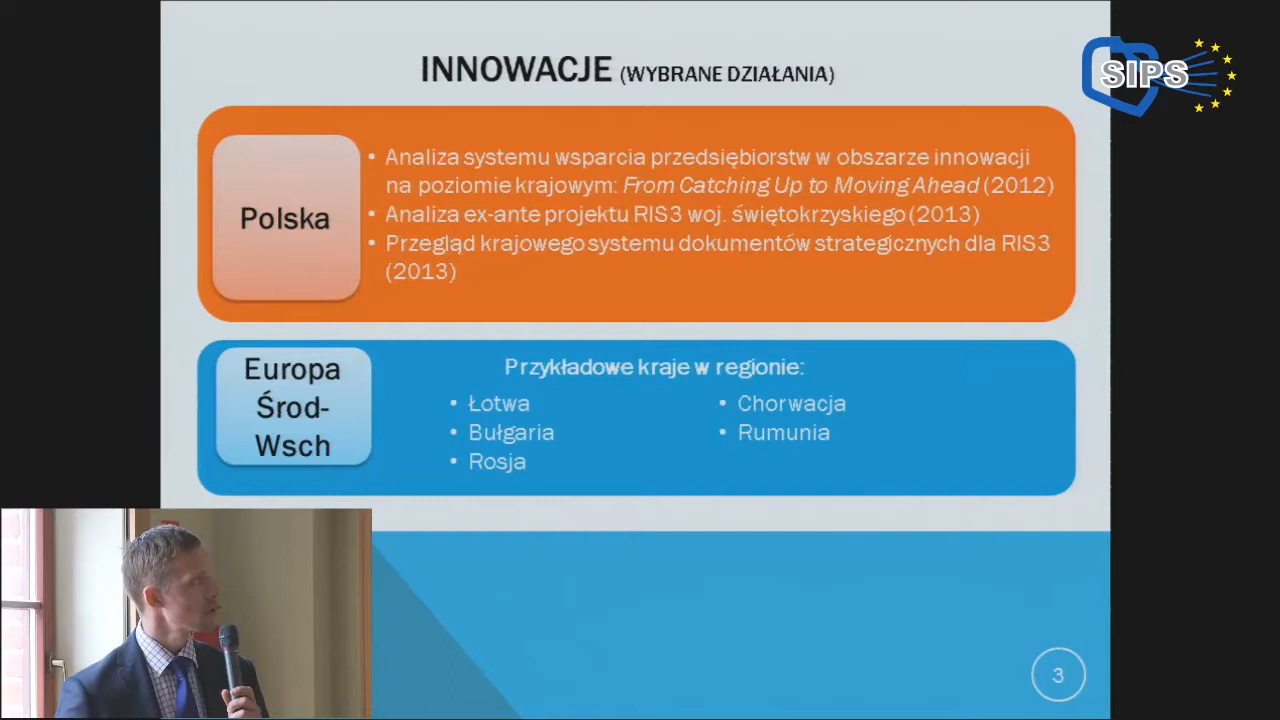 INNOWACJE (WYBRANE DZIAŁANIA)
SIPS
Polska
• Analiza systemu wsparcia przedsiębiorstw w obszarze innowacji
na poziomie krajowym: From Catching Up to Moving Ahead (2012)
• Analiza ex-ante projektu RIS3 woj. świętokrzyskiego (2013)
• Przegląd krajowego systemu dokumentów strategicznych dla RIS3
(2013)
Europa
Środ-
Wsch
Przykładowe kraje w regionie:
• Łotwa
• Bułgaria
• Rosja
• Chorwacja
• Rumunia
3